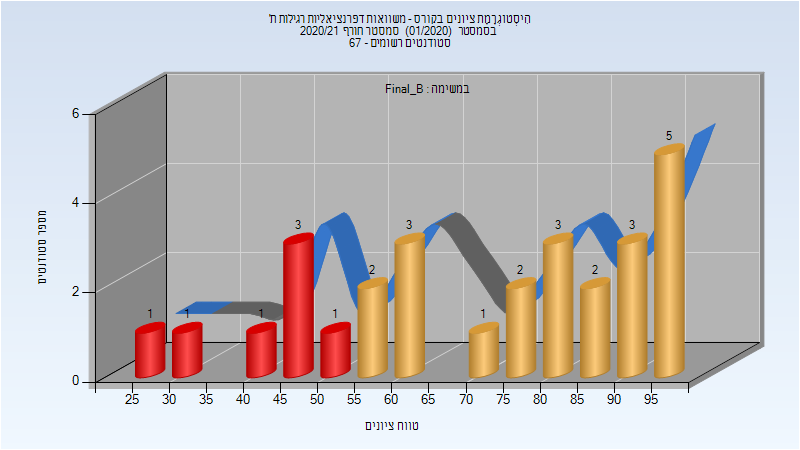 הִיסְטוֹגְרָמַת ציונים בקורס - משוואות דפרנציאליות רגילות ח'
בסמסטר (01/2020) סמסטר חורף 2020/21
סטודנטים רשומים - 67
במשימה : Final_B
מספר סטודנטים
6
4
2
0
1 1 1 3 1 2 3 1 2 3 2 3 5
25 30 35 40 45 50 55 60 65 70 75 80 85 90 95
טווח ציונים